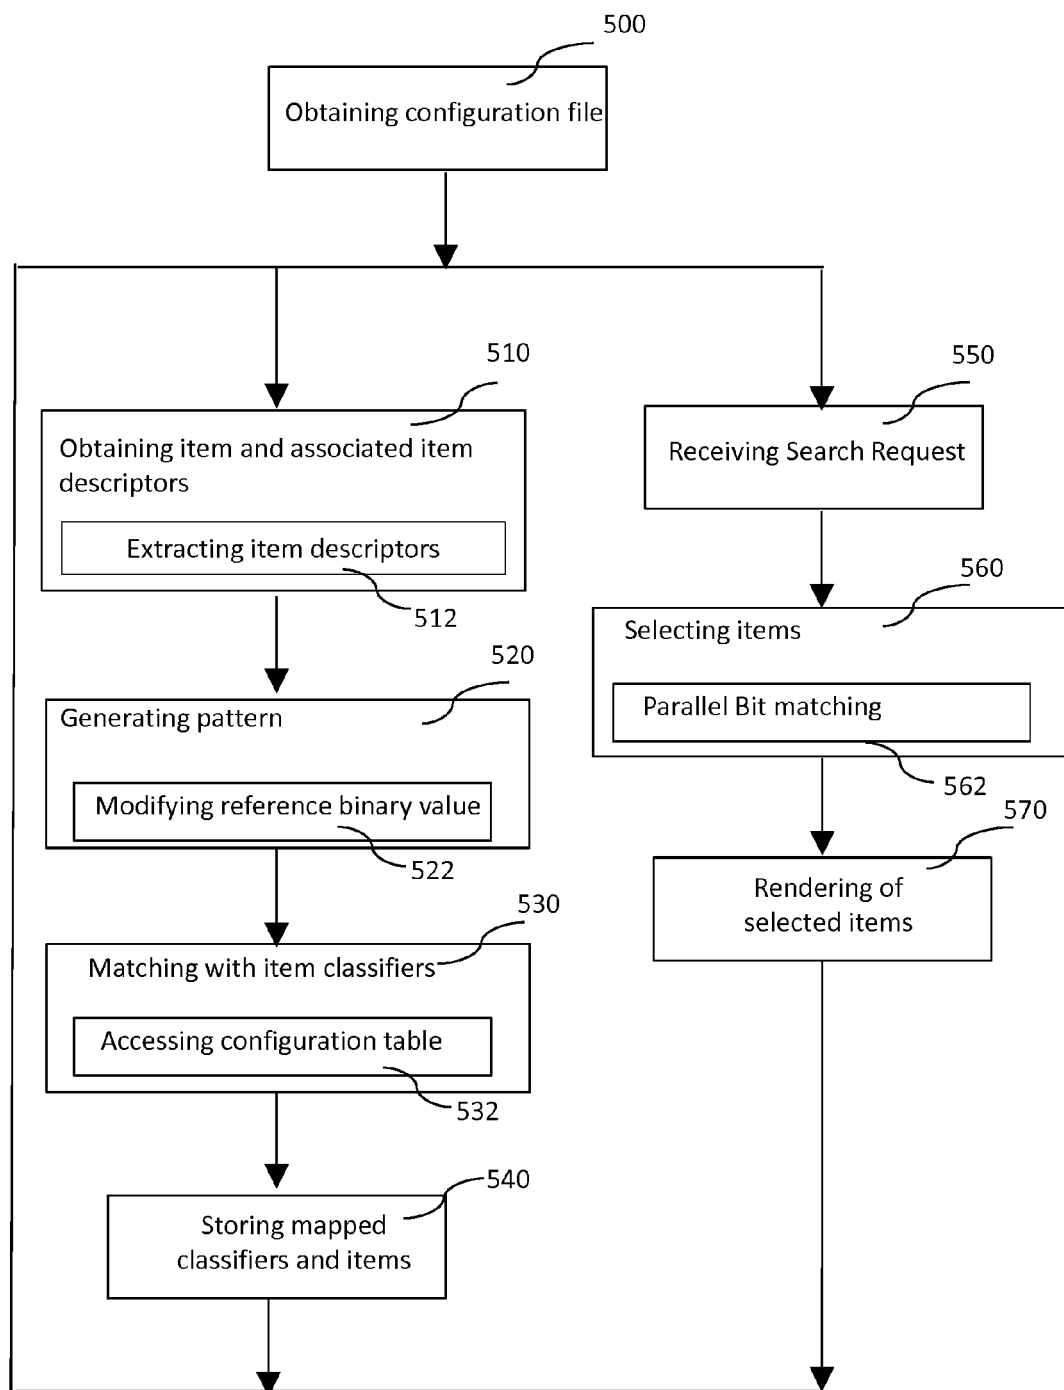 500
Obtaining configuration file
510
Obtaining item and associated item
descriptors
Extracting item descriptors
512
520
Generating pattern
Modifying reference binary value
522
530
Matching with item classifiers
Accessing configuration table
532
540
Storing mapped
classifiers and items
550
Receiving Search Request
560
Selecting items
Parallel Bit matching
562
570
Rendering of
selected items